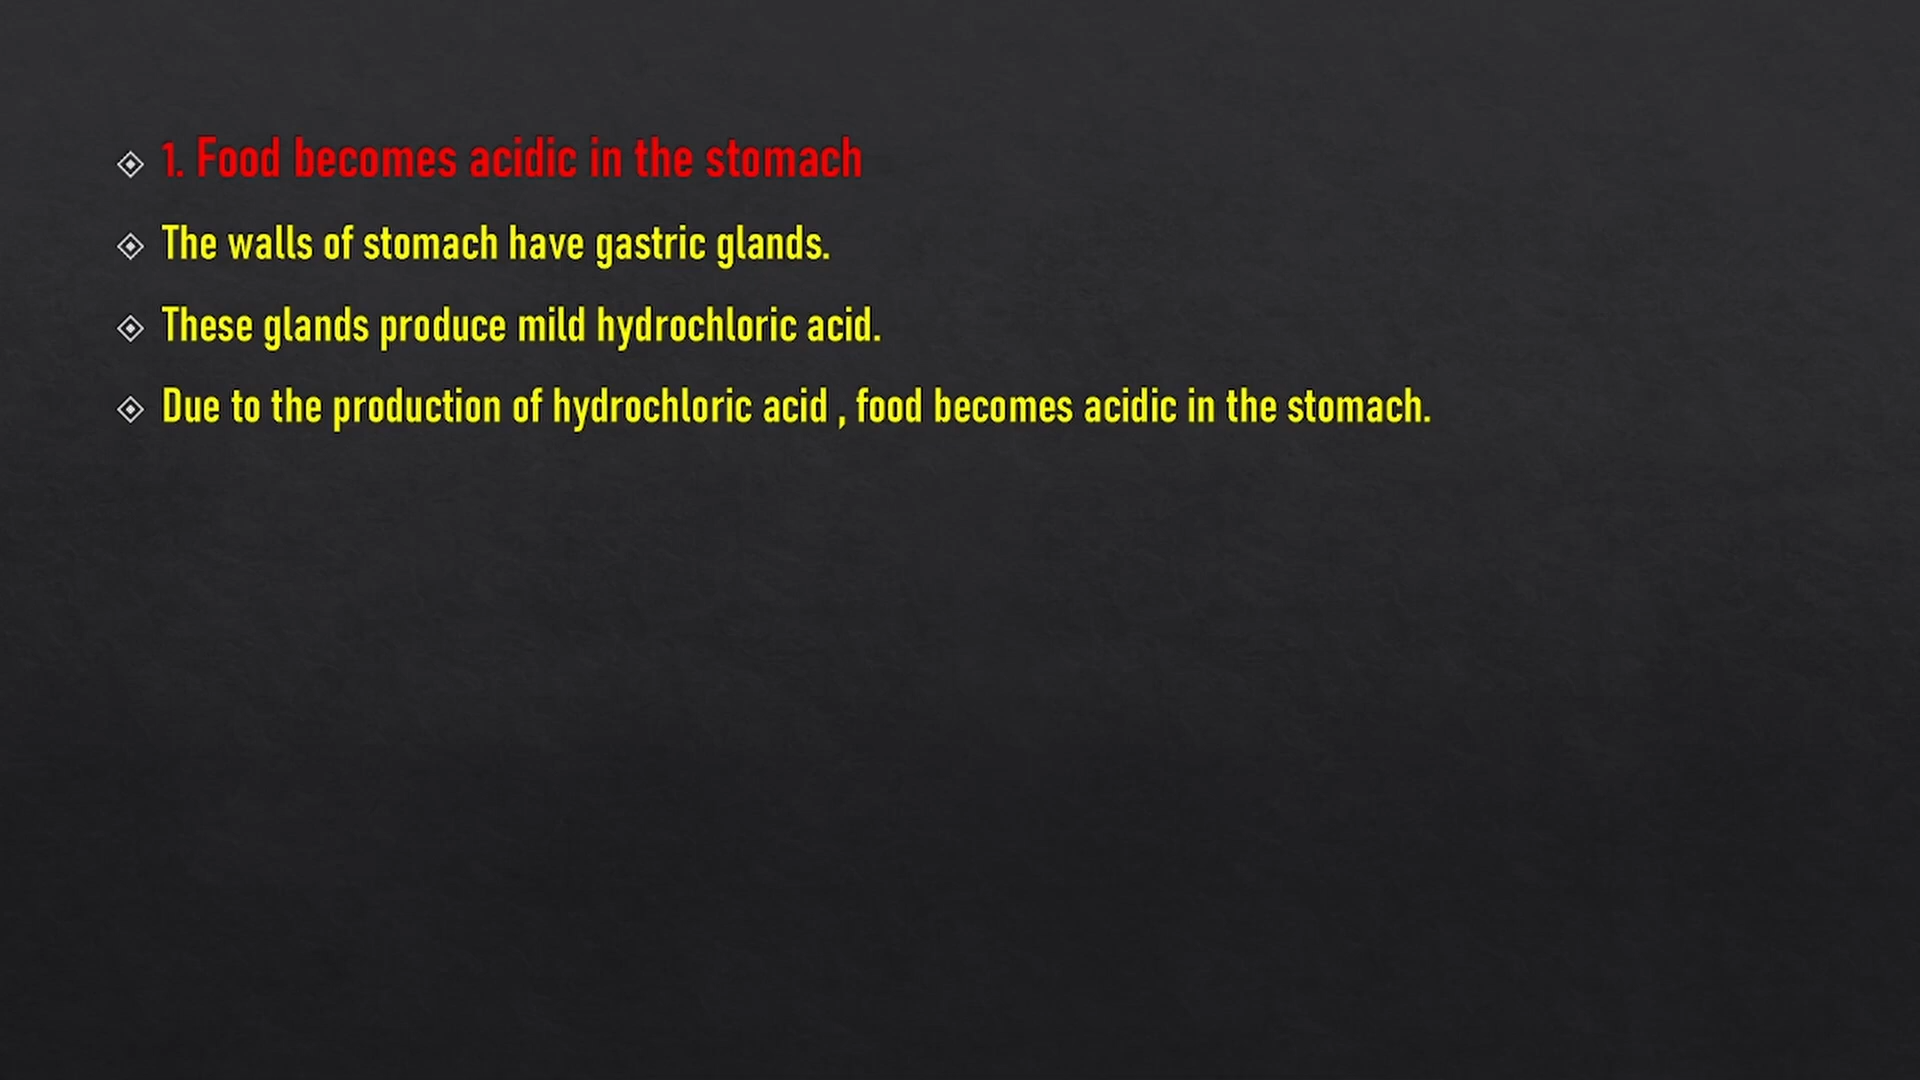 1. Food becomes acidic in the stomach
The walls of stomach have gastric glands.
These glands produce mild hydrochloric acid.
Due to the production of hydrochloric acid , food becomes acidic in the stomach.